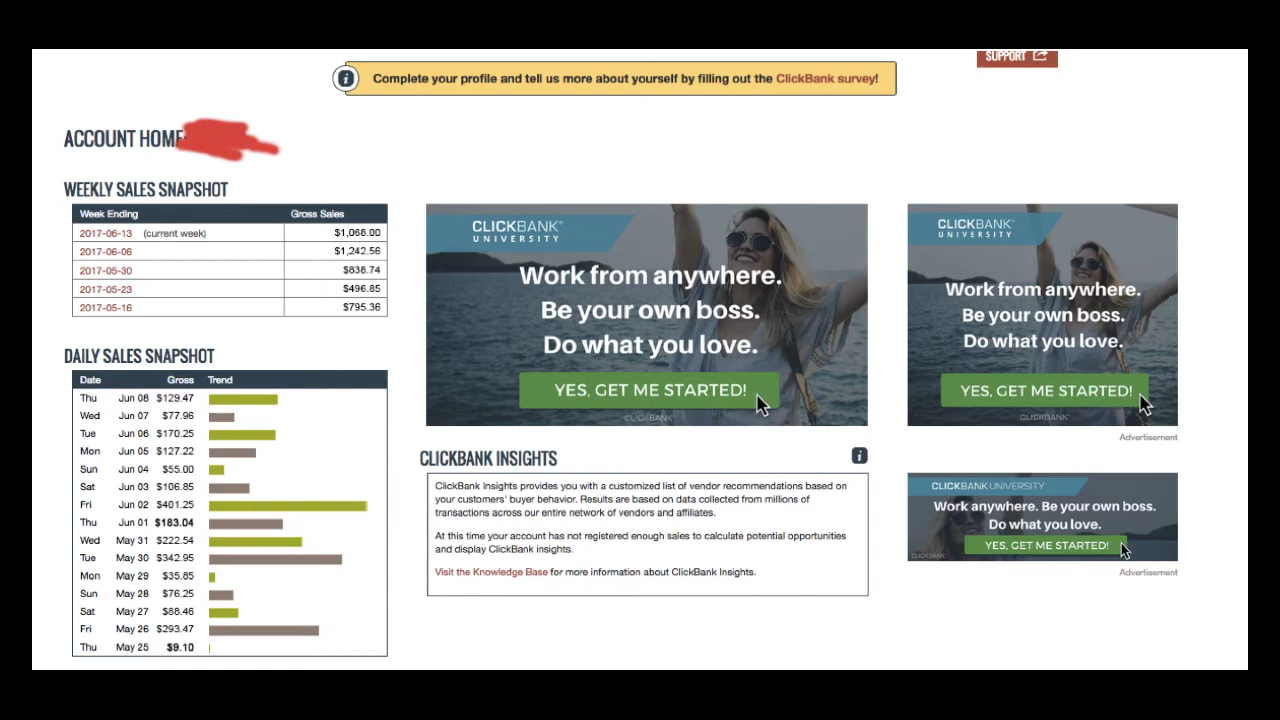 SUPPORT
Complete your profile and tell us more about yourself by filling out the ClickBank survey!
ACCOUNT HOME
WEEKLY SALES SNAPSHOT
Week Ending Gross Sales
2017-06-13 (current week) $1,068.00
2017-06-06 $1,242.56
2017-05-30 $838.74
2017-05-23 $496.85
2017-05-16 $795.36
DAILY SALES SNAPSHOT
Date Gross Trend
Thu Jun 08 $129.47
Wed Jun 07 $77.96
Tue Jun 06 $170.25
Mon Jun 05 $127.22
Sun Jun 04 $55.00
Sat Jun 03 $106.85
Fri Jun 02 $401.25
Thu Jun 01 $183.04
Wed May 31 $222.54
Tue May 30 $342.95
Mon May 29 $35.85
Sun May 28 $76.25
Sat May 27 $88.46
Fri May 26 $293.47
Thu May 25 $9.10
CLICKBANK®
UNIVERSITY
Work from anywhere.
Be your own boss.
Do what you love.
YES, GET ME STARTED!
CLICKBANK®
CLICKBANK INSIGHTS
ClickBank Insights provides you with a customized list of vendor recommendations based on
your customers' buyer behavior. Results are based on data collected from millions of
transactions across our entire network of vendors and affiliates.
At this time your account has not registered enough sales to calculate potential opportunities
and display ClickBank insights.
Visit the Knowledge Base for more information about ClickBank Insights.
CLICKBANK®
UNIVERSITY
Work from anywhere.
Be your own boss.
Do what you love.
YES, GET ME STARTED!
CLICKBANK®
Advertisement
CLICKBANK UNIVERSITY
Work anywhere. Be your own boss.
Do what you love.
YES, GET ME STARTED!
CLICKBANK®
Advertisement